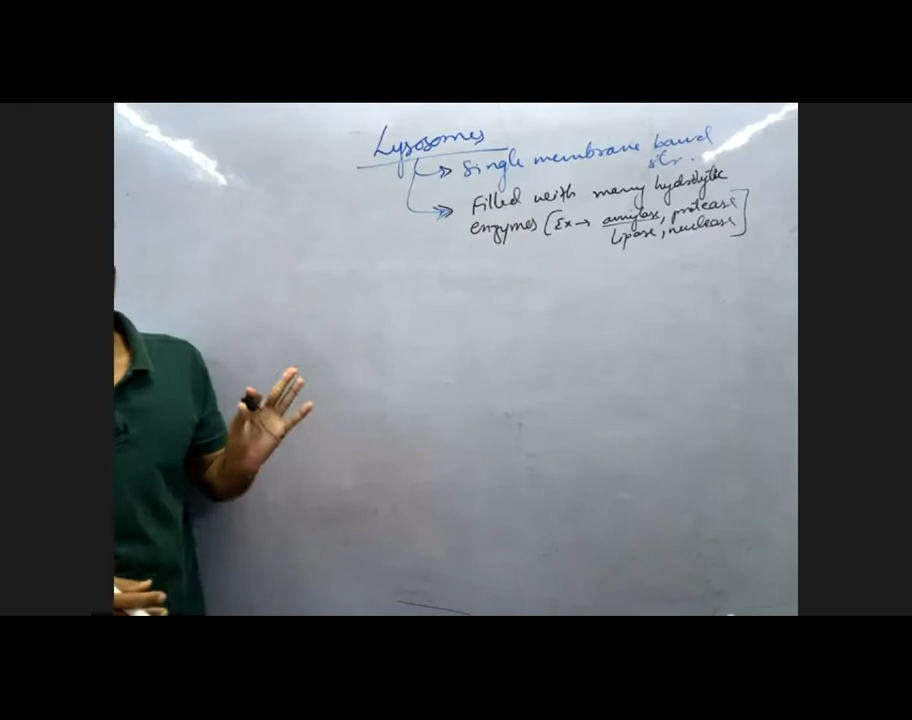 Lysosomes
Single membrane bound
str.
Filled with many hydrolytic
enzymes [Ex → amylase, protease
Lipase, nuclease]